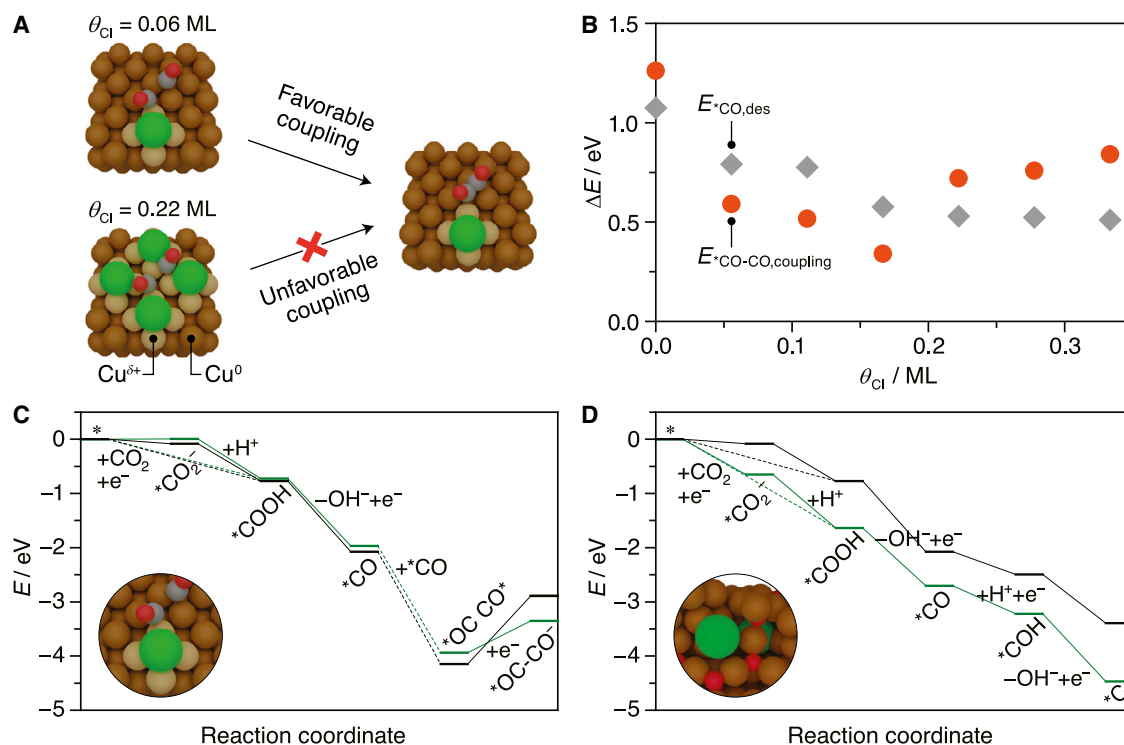 A
θCl = 0.06 ML
Favorable
coupling
θCl = 0.22 ML
Unfavorable
coupling
Cuδ+
Cu0
B
1.5
1.0
0.5
0.0
ΔE / eV
E*CO,des
E*CO-CO,coupling
0.0
0.1
0.2
0.3
θCl / ML
C
0
−1
−2
−3
−4
−5
E / eV
*
+CO2
+e−
*CO2−
+H+
*COOH
−OH−+e−
*CO
+*CO
*OC CO*
+e−
*OC-CO−
Reaction coordinate
D
0
−1
−2
−3
−4
−5
E / eV
*
+CO2
+e−
*CO2−
+H+
*COOH
−OH−+e−
*CO
+H++e−
*COH
−OH−+e−
*C
Reaction coordinate